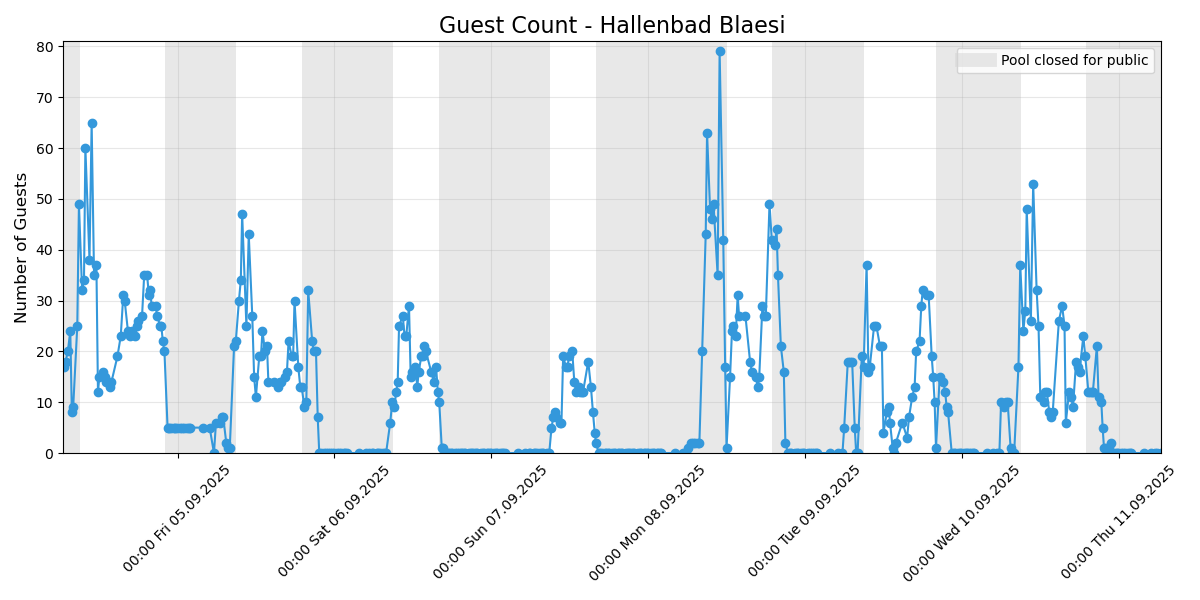 Guest Count - Hallenbad Blaesi
Pool closed for public
Number of Guests
80
70
60
50
40
30
20
10
0
00:00 Fri 05.09.2025
00:00 Sat 06.09.2025
00:00 Sun 07.09.2025
00:00 Mon 08.09.2025
00:00 Tue 09.09.2025
00:00 Wed 10.09.2025
00:00 Thu 11.09.2025